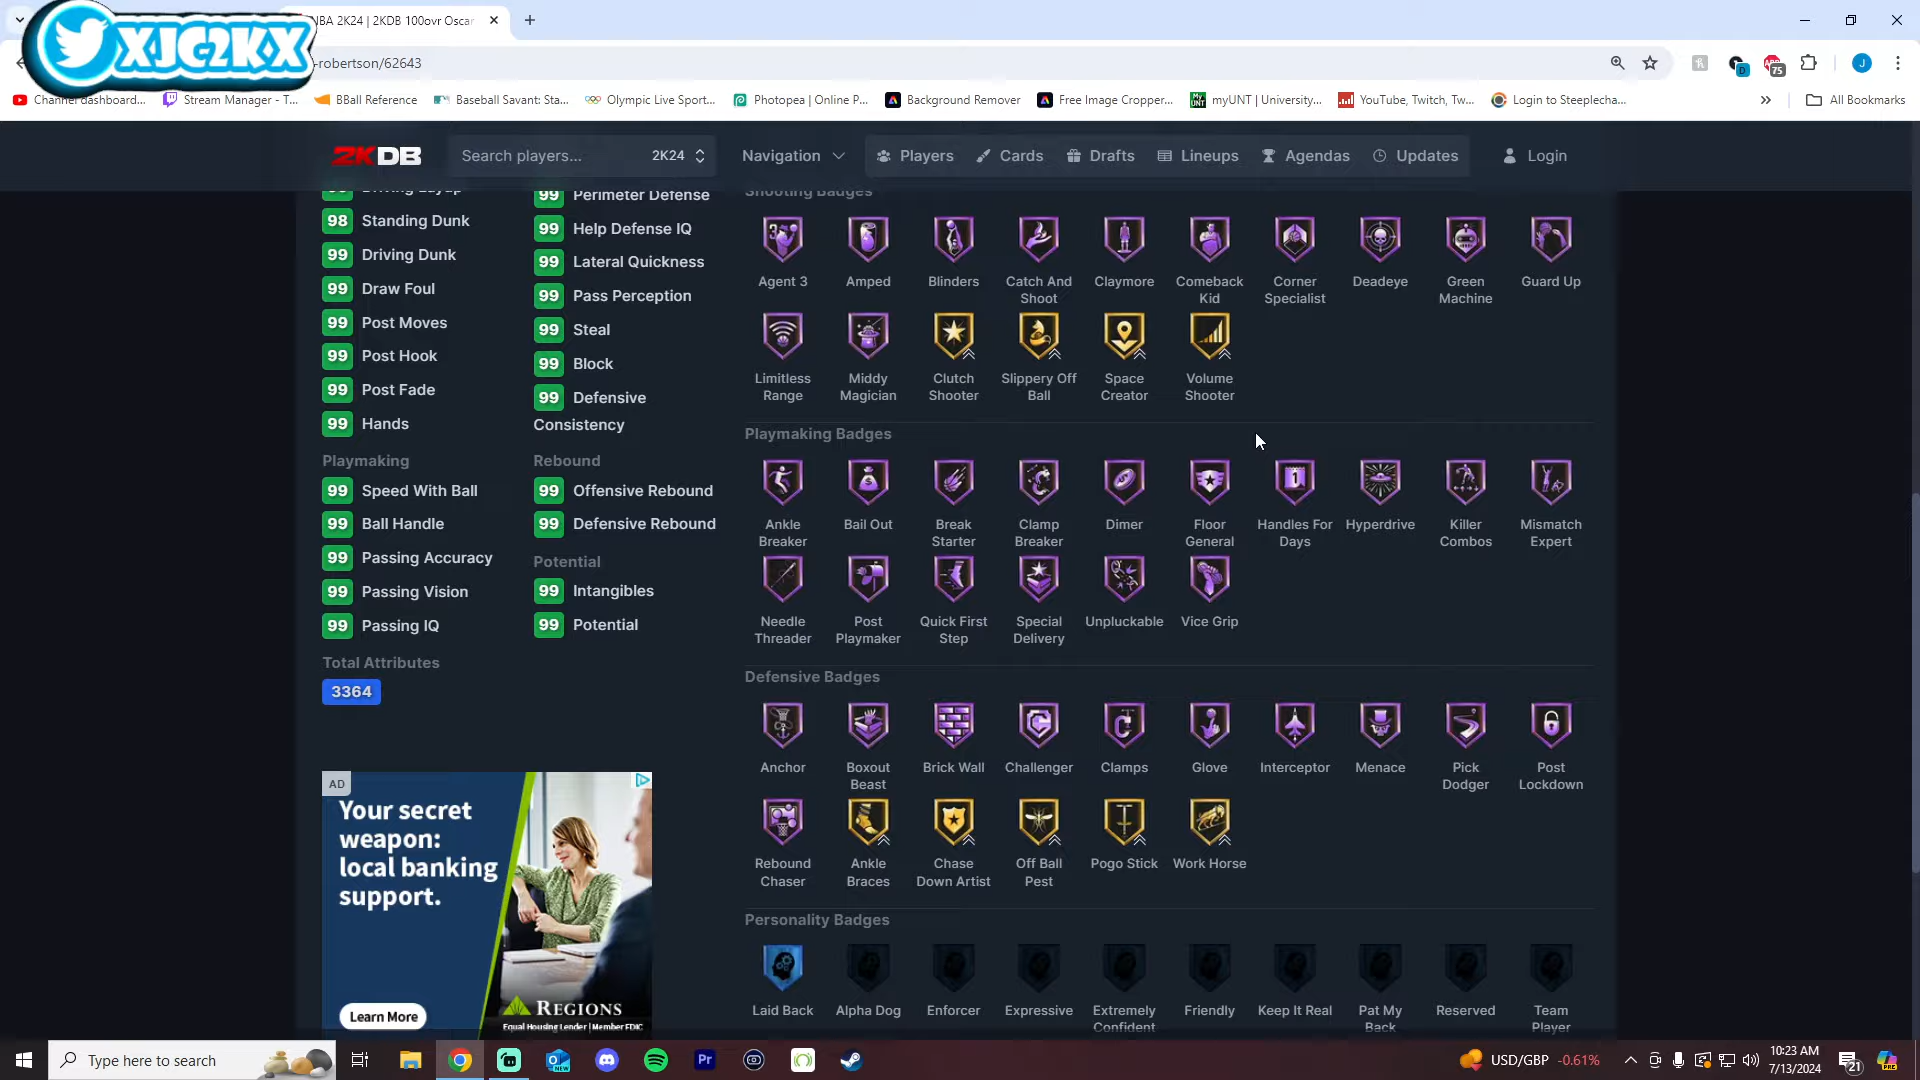 XJC2KX
NBA 2K24 | 2KDB 100ovr Oscar
-robertson/62643
Channel dashboard...
Stream Manager - T...
BBall Reference
Baseball Savant: Sta...
Olympic Live Sport...
Photopea | Online P...
Background Remover
Free Image Cropper...
myUNT | University...
YouTube, Twitch, Tw...
Login to Steeplecha...
All Bookmarks
2KDB
Search players...
2K24
Navigation
Players
Cards
Drafts
Lineups
Agendas
Updates
Login
Driving Layup
98 Standing Dunk
99 Driving Dunk
99 Draw Foul
99 Post Moves
99 Post Hook
99 Post Fade
99 Hands
Playmaking
99 Speed With Ball
99 Ball Handle
99 Passing Accuracy
99 Passing Vision
99 Passing IQ
Total Attributes
3364
99 Perimeter Defense
99 Help Defense IQ
99 Lateral Quickness
99 Pass Perception
99 Steal
99 Block
99 Defensive
Consistency
Rebound
99 Offensive Rebound
99 Defensive Rebound
Potential
99 Intangibles
99 Potential
Shooting Badges
Agent 3
Amped
Blinders
Catch And
Shoot
Claymore
Comeback
Kid
Corner
Specialist
Deadeye
Green
Machine
Guard Up
Limitless
Range
Middy
Magician
Clutch
Shooter
Slippery Off
Ball
Space
Creator
Volume
Shooter
Playmaking Badges
Ankle
Breaker
Bail Out
Break
Starter
Clamp
Breaker
Dimer
Floor
General
Handles For
Days
Hyperdrive
Killer
Combos
Mismatch
Expert
Needle
Threader
Post
Playmaker
Quick First
Step
Special
Delivery
Unpluckable
Vice Grip
Defensive Badges
Anchor
Boxout
Beast
Brick Wall
Challenger
Clamps
Glove
Interceptor
Menace
Pick
Dodger
Post
Lockdown
Rebound
Chaser
Ankle
Braces
Chase
Down Artist
Off Ball
Pest
Pogo Stick
Work Horse
Personality Badges
Laid Back
Alpha Dog
Enforcer
Expressive
Extremely
Confident
Friendly
Keep It Real
Pat My
Back
Reserved
Team
Player
AD
Your secret
weapon:
local banking
support.
Learn More
REGIONS
Equal Housing Lender | Member FDIC
Type here to search
USD/GBP -0.61%
10:23 AM
7/13/2024
21